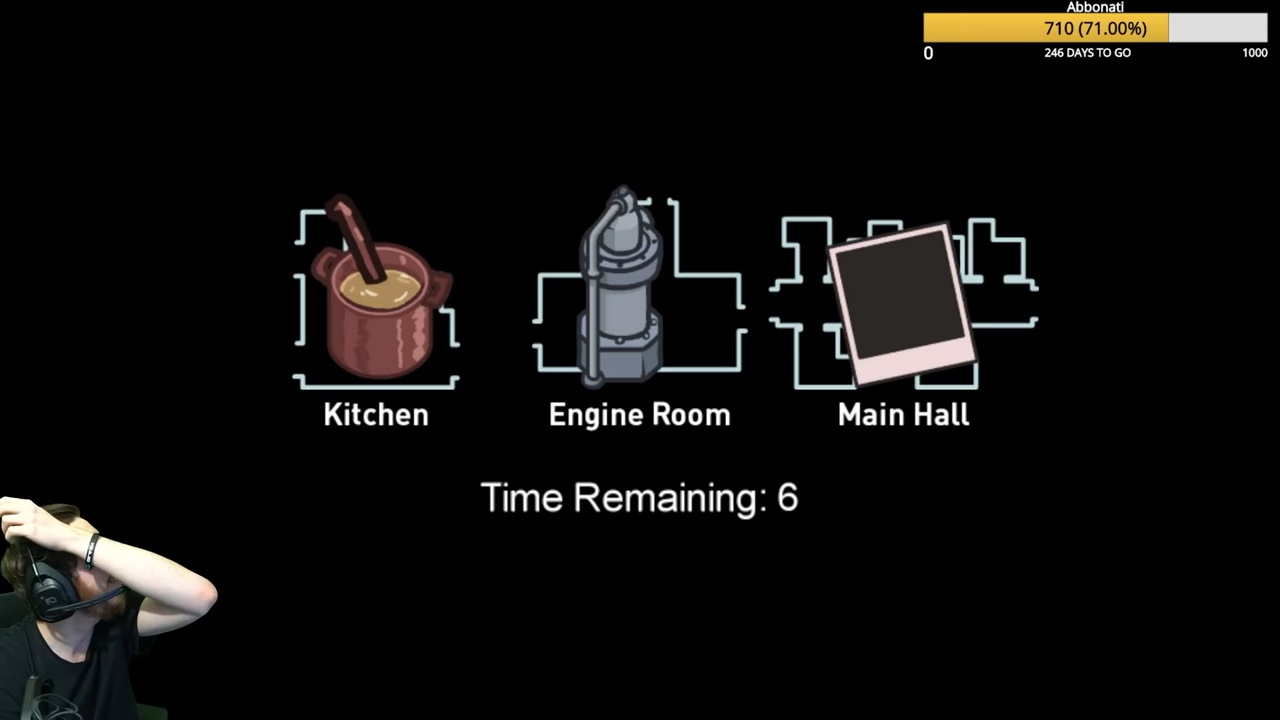 Abbonati
710 (71.00%)
0 246 DAYS TO GO 1000
Kitchen Engine Room Main Hall
Time Remaining: 6